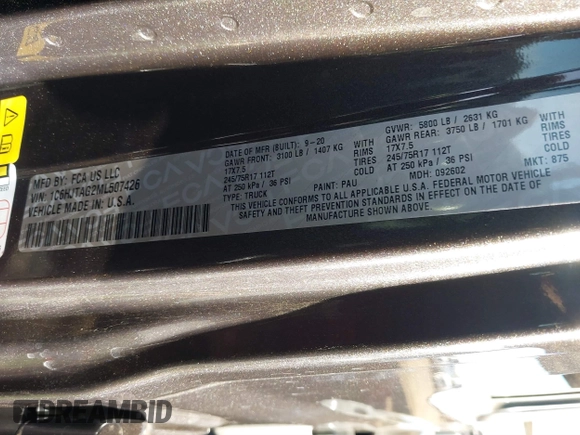 MFD BY: FCA US LLC
VIN: 1C6HJTAG2ML507426
VEHICLE MADE IN U.S.A.
DATE OF MFR (BUILT): 9-20
GAWR FRONT: 3100 LB / 1407 KG
17X7.5 RIMS
245/75R17 112T TIRES
AT 250 kPa / 36 PSI COLD
TYPE: TRUCK
GVWR: 5800 LB / 2631 KG
GAWR REAR: 3750 LB / 1701 KG
WITH
17X7.5 RIMS
245/75R17 112T TIRES
AT 250 kPa / 36 PSI COLD
PAINT: PAU
MDH: 092602
MKT: 875
THIS VEHICLE CONFORMS TO ALL APPLICABLE U.S.A. FEDERAL MOTOR VEHICLE
SAFETY AND THEFT PREVENTION STANDARDS IN EFFECT ON THE DATE OF MANUFACTURE SHOWN ABOVE.
DREAMBID